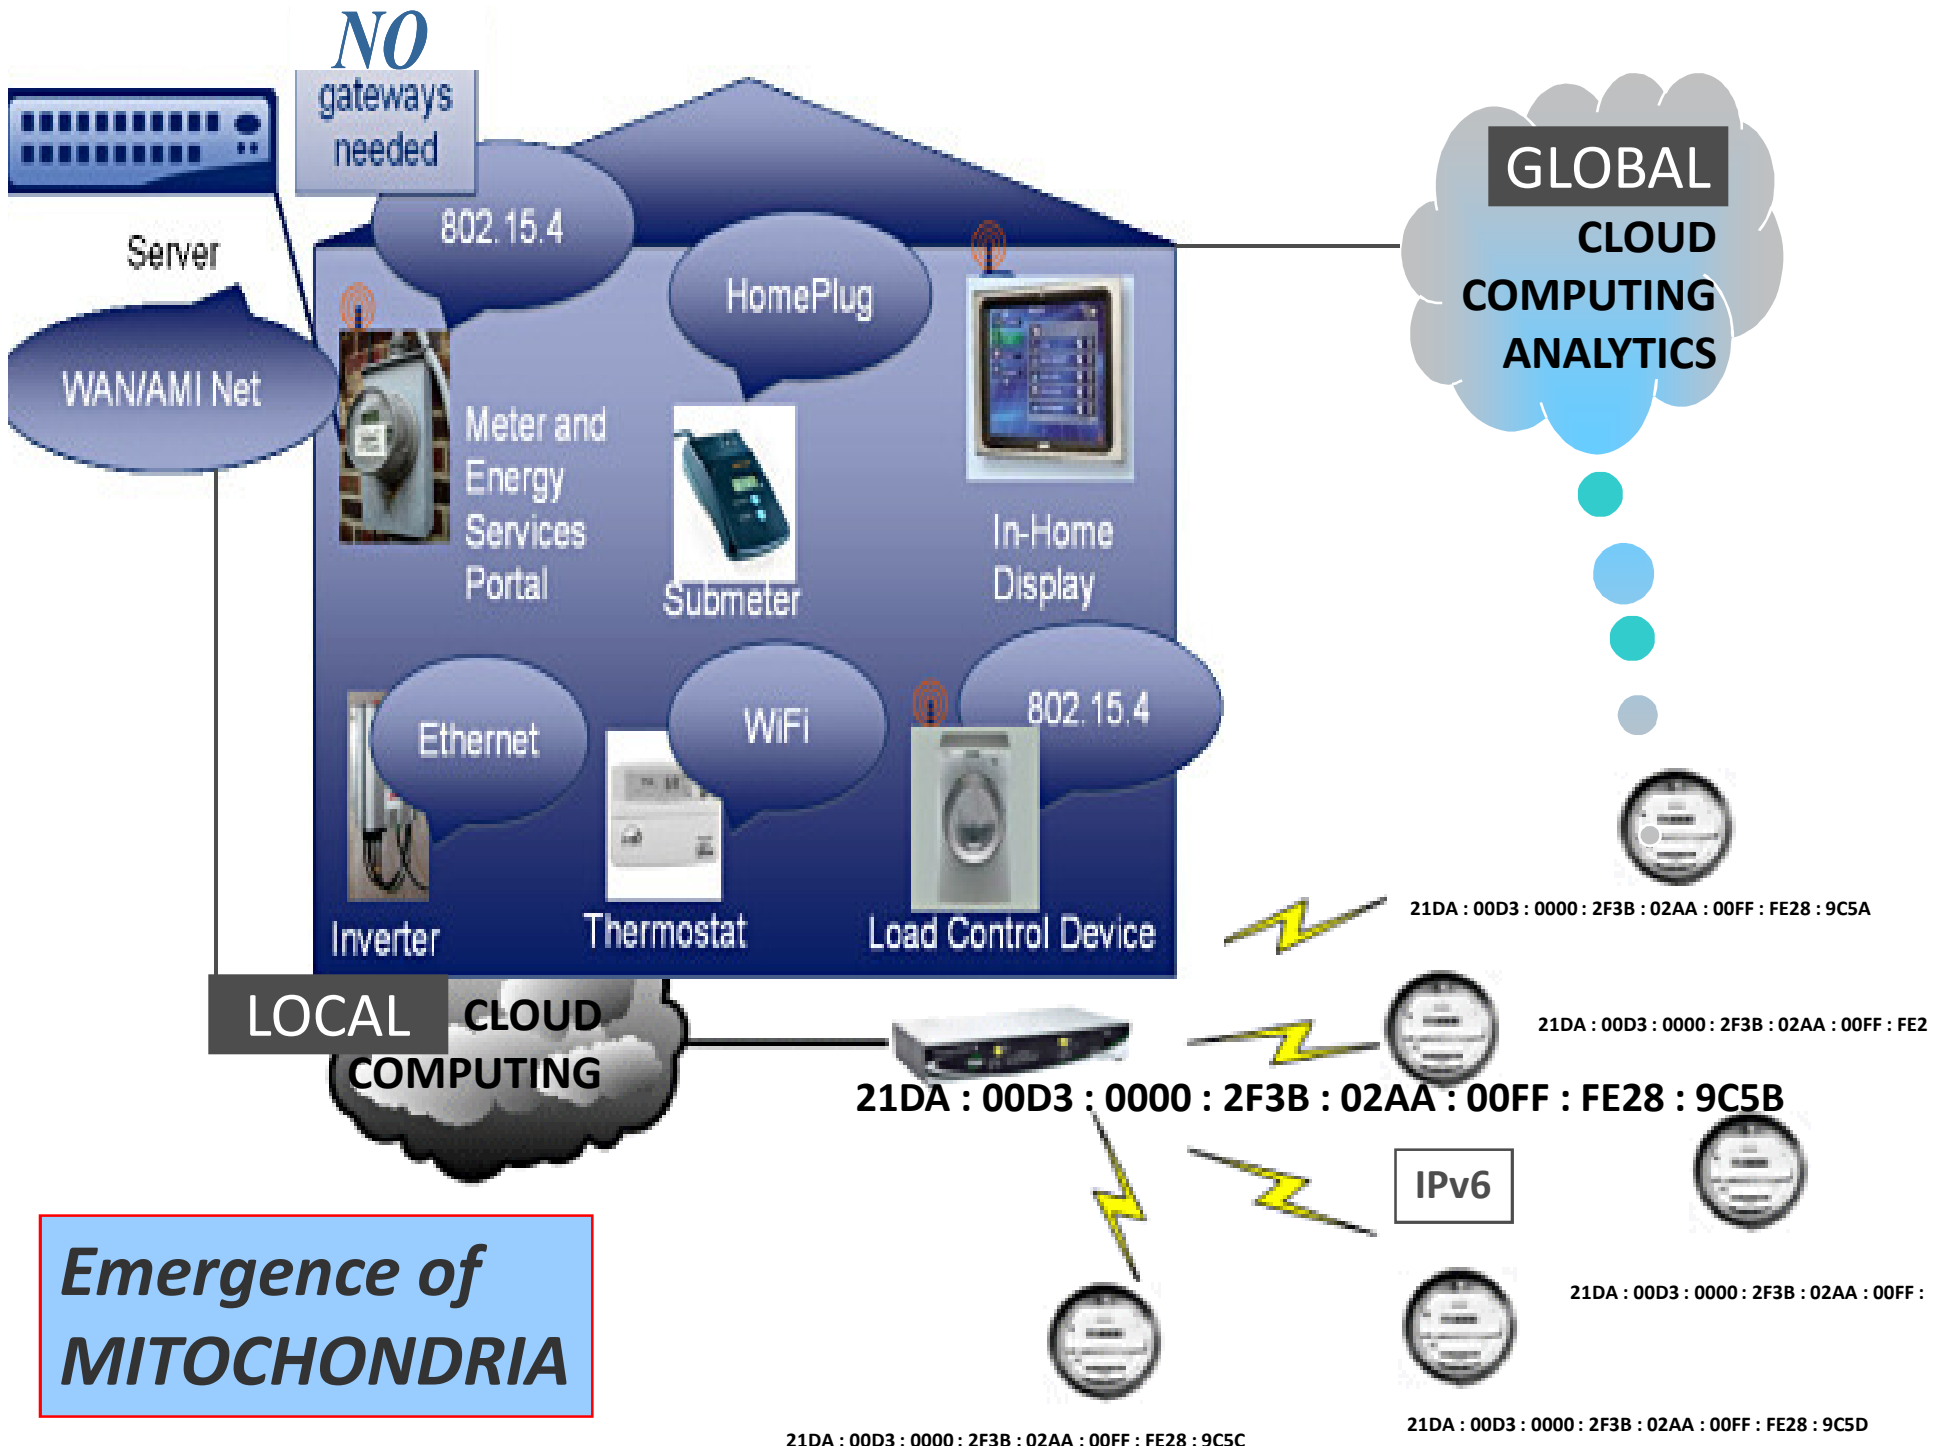 NO
gateways
needed
802.15.4
Server
HomePlug
WAN/AMI Net
Meter and
Energy
Services
Portal
Submeter
In-Home
Display
GLOBAL
CLOUD
COMPUTING
ANALYTICS
Ethernet
WiFi
802.15.4
Inverter
Thermostat
Load Control Device
21DA : 00D3 : 0000 : 2F3B : 02AA : 00FF : FE28 : 9C5A
LOCAL
CLOUD
COMPUTING
21DA : 00D3 : 0000 : 2F3B : 02AA : 00FF : FE2
21DA : 00D3 : 0000 : 2F3B : 02AA : 00FF : FE28 : 9C5B
IPv6
Emergence of
MITOCHONDRIA
21DA : 00D3 : 0000 : 2F3B : 02AA : 00FF :
21DA : 00D3 : 0000 : 2F3B : 02AA : 00FF : FE28 : 9C5D
21DA : 00D3 : 0000 : 2F3B : 02AA : 00FF : FE28 : 9C5C